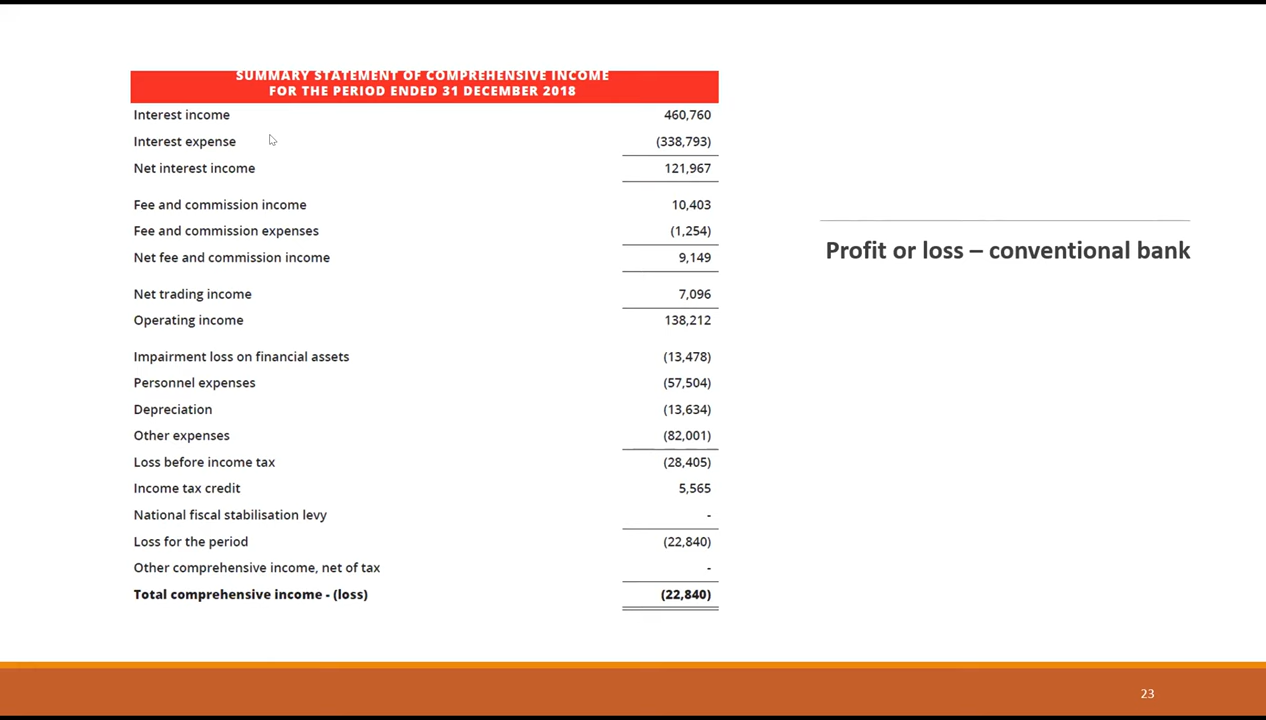 SUMMARY STATEMENT OF COMPREHENSIVE INCOME
FOR THE PERIOD ENDED 31 DECEMBER 2018
Interest income 460,760
Interest expense (338,793)
Net interest income 121,967
Fee and commission income 10,403
Fee and commission expenses (1,254)
Net fee and commission income 9,149
Net trading income 7,096
Operating income 138,212
Impairment loss on financial assets (13,478)
Personnel expenses (57,504)
Depreciation (13,634)
Other expenses (82,001)
Loss before income tax (28,405)
Income tax credit 5,565
National fiscal stabilisation levy -
Loss for the period (22,840)
Other comprehensive income, net of tax -
Total comprehensive income - (loss) (22,840)
Profit or loss – conventional bank
23